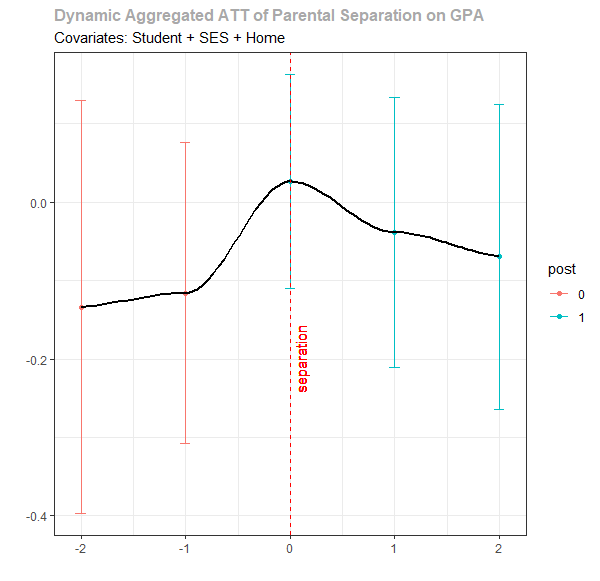 Dynamic Aggregated ATT of Parental Separation on GPA
Covariates: Student + SES + Home
0.0
-0.2
-0.4
separation
-2
-1
0
1
2
post
0
1